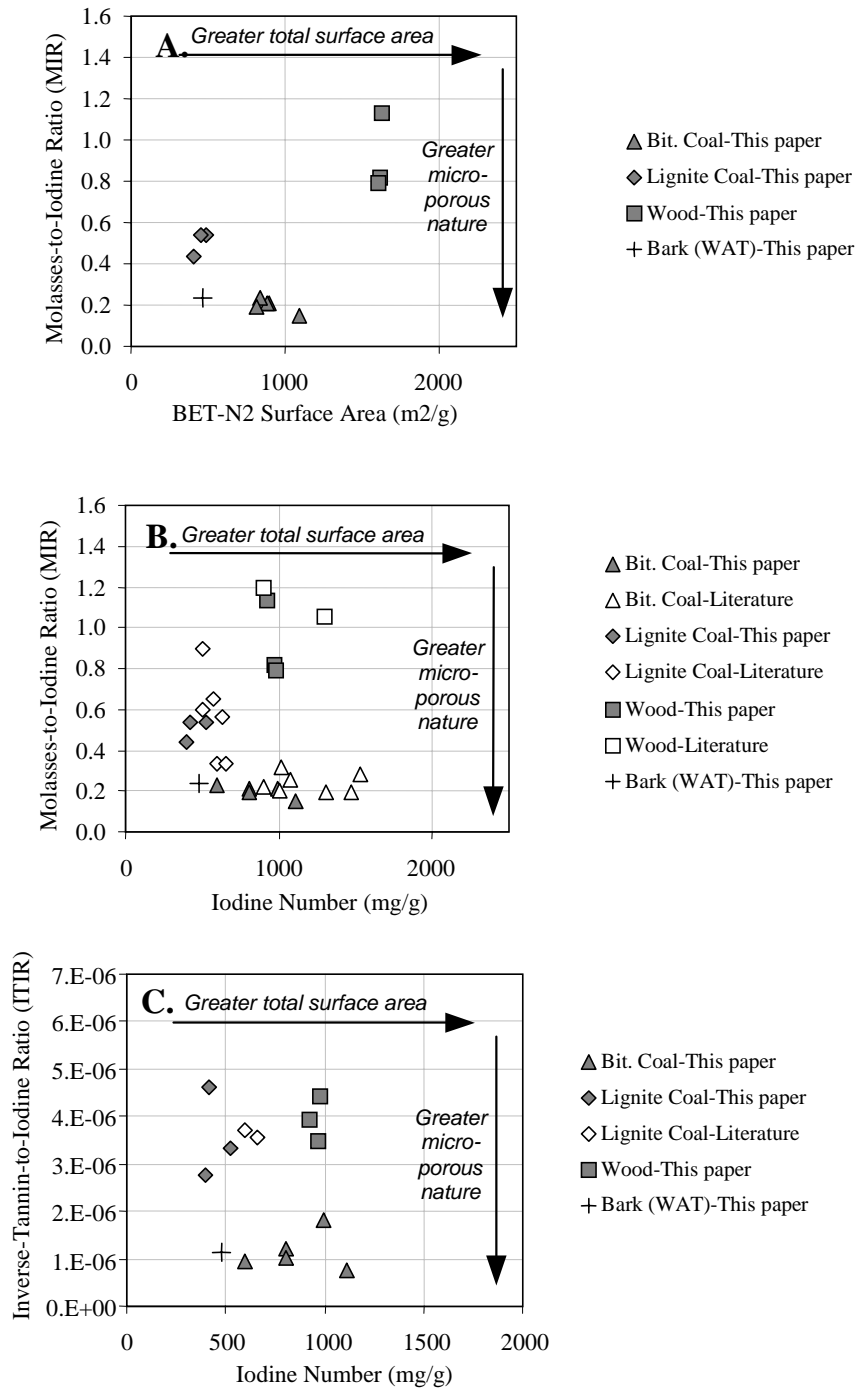 1.6
A.
Greater total surface area
1.4
1.2
1.0
0.8
0.6
0.4
0.2
0.0
Molasses-to-Iodine Ratio (MIR)
Greater
micro-
porous
nature
0
1000
2000
BET-N2 Surface Area (m2/g)
Bit. Coal-This paper
Lignite Coal-This paper
Wood-This paper
Bark (WAT)-This paper
1.6
B.
Greater total surface area
1.4
1.2
1.0
0.8
0.6
0.4
0.2
0.0
Molasses-to-Iodine Ratio (MIR)
Greater
micro-
porous
nature
0
1000
2000
Iodine Number (mg/g)
Bit. Coal-This paper
Bit. Coal-Literature
Lignite Coal-This paper
Lignite Coal-Literature
Wood-This paper
Wood-Literature
Bark (WAT)-This paper
7.E-06
C.
Greater total surface area
6.E-06
5.E-06
4.E-06
3.E-06
2.E-06
1.E-06
0.E+00
Inverse-Tannin-to-Iodine Ratio (ITIR)
Greater
micro-
porous
nature
0
500
1000
1500
2000
Iodine Number (mg/g)
Bit. Coal-This paper
Lignite Coal-This paper
Lignite Coal-Literature
Wood-This paper
Bark (WAT)-This paper